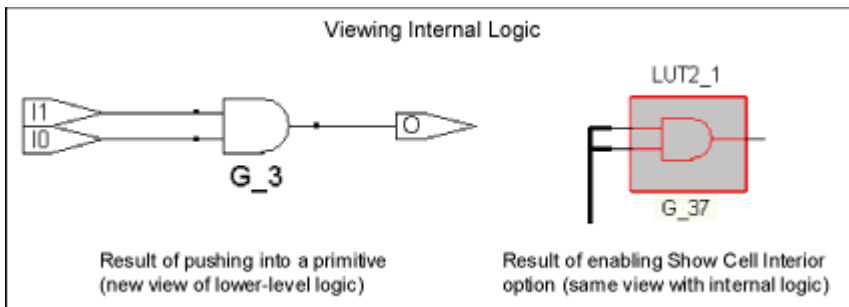 Viewing Internal Logic
LUT2_1
I1
I0
O
G_3
G_37
Result of pushing into a primitive
(new view of lower-level logic)
Result of enabling Show Cell Interior
option (same view with internal logic)